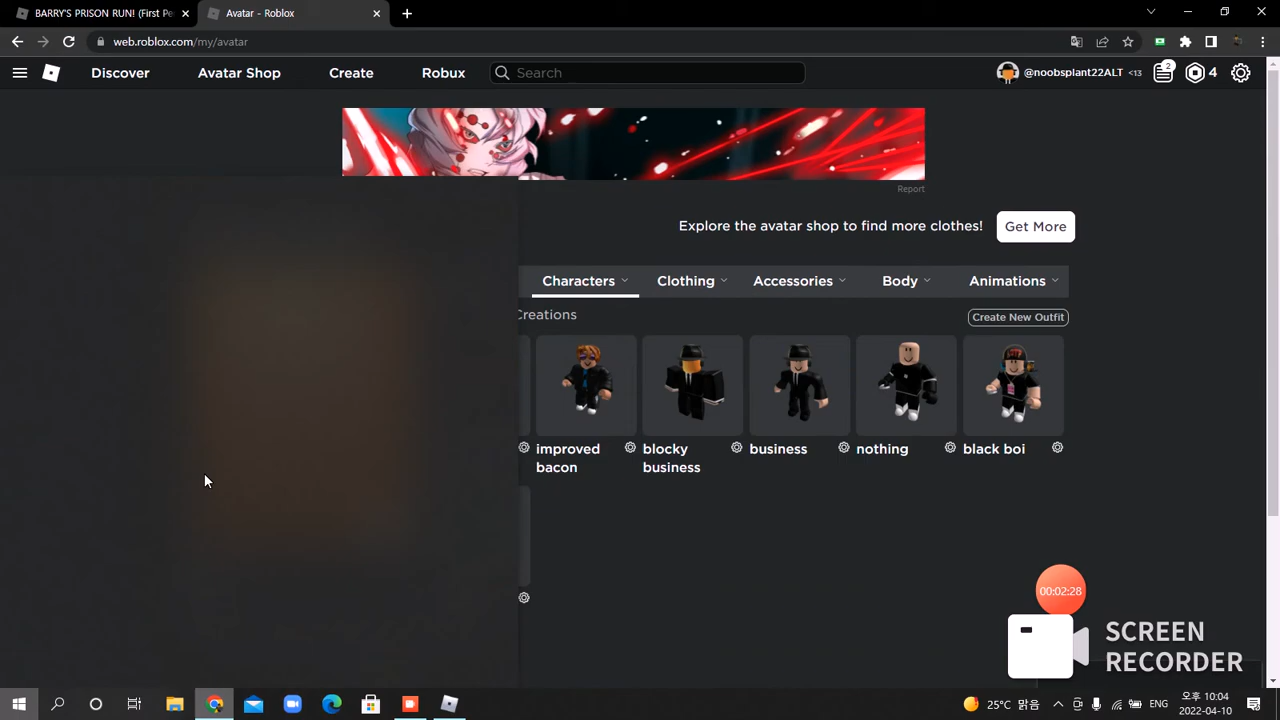 BARRY'S PRISON RUN! (First Pe
Avatar - Roblox
web.roblox.com/my/avatar
Discover
Avatar Shop
Create
Robux
Search
@noobsplant22ALT
<13
2
4
Report
Explore the avatar shop to find more clothes!
Get More
Characters
Clothing
Accessories
Body
Animations
Creations
Create New Outfit
improved
bacon
blocky
business
business
nothing
black boi
00:02:28
SCREEN
RECORDER
25°C 맑음
ENG
오후 10:04
2022-04-10